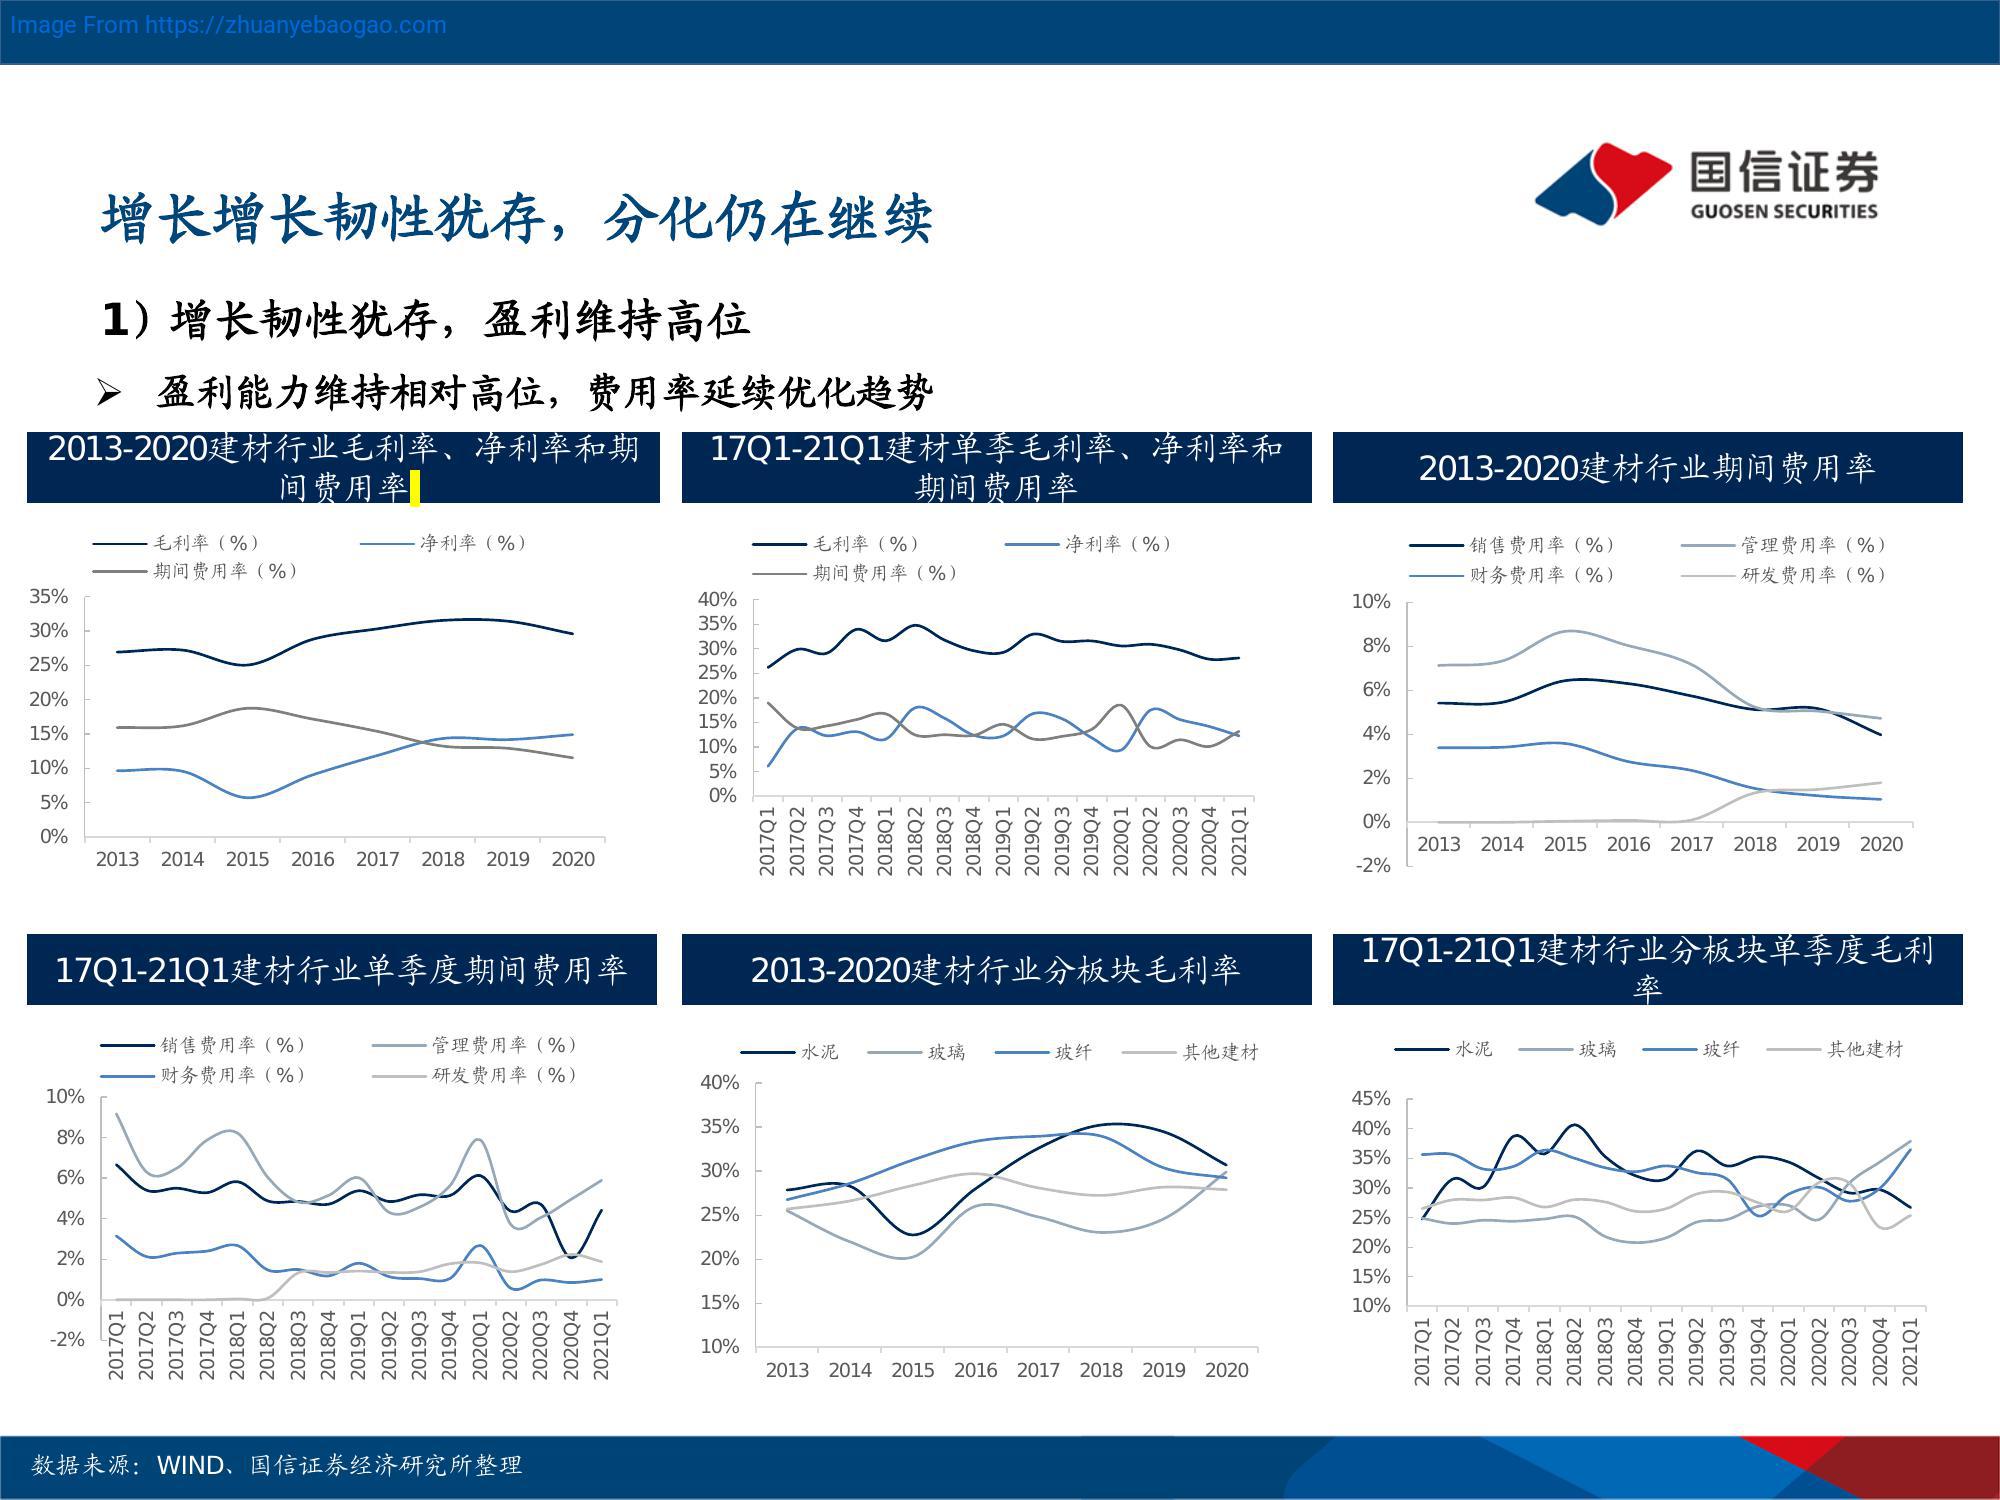 Image From https://zhuanyebaogao.com
国信证券
GUOSEN SECURITIES
增长增长韧性犹存，分化仍在继续
1）增长韧性犹存，盈利维持高位
➢ 盈利能力维持相对高位，费用率延续优化趋势
2013-2020建材行业毛利率、净利率和期
间费用率
毛利率（%） 净利率（%）
期间费用率（%）
35%
30%
25%
20%
15%
10%
5%
0%
2013 2014 2015 2016 2017 2018 2019 2020
17Q1-21Q1建材单季毛利率、净利率和
期间费用率
毛利率（%） 净利率（%）
期间费用率（%）
40%
35%
30%
25%
20%
15%
10%
5%
0%
2017Q1 2017Q2 2017Q3 2017Q4 2018Q1 2018Q2 2018Q3 2018Q4 2019Q1 2019Q2 2019Q3 2019Q4 2020Q1 2020Q2 2020Q3 2020Q4 2021Q1
2013-2020建材行业期间费用率
销售费用率（%） 管理费用率（%）
财务费用率（%） 研发费用率（%）
10%
8%
6%
4%
2%
0%
-2%
2013 2014 2015 2016 2017 2018 2019 2020
17Q1-21Q1建材行业单季度期间费用率
销售费用率（%） 管理费用率（%）
财务费用率（%） 研发费用率（%）
10%
8%
6%
4%
2%
0%
-2%
2017Q1 2017Q2 2017Q3 2017Q4 2018Q1 2018Q2 2018Q3 2018Q4 2019Q1 2019Q2 2019Q3 2019Q4 2020Q1 2020Q2 2020Q3 2020Q4 2021Q1
2013-2020建材行业分板块毛利率
水泥 玻璃 玻纤 其他建材
40%
35%
30%
25%
20%
15%
10%
2013 2014 2015 2016 2017 2018 2019 2020
17Q1-21Q1建材行业分板块单季度毛利
率
水泥 玻璃 玻纤 其他建材
45%
40%
35%
30%
25%
20%
15%
10%
2017Q1 2017Q2 2017Q3 2017Q4 2018Q1 2018Q2 2018Q3 2018Q4 2019Q1 2019Q2 2019Q3 2019Q4 2020Q1 2020Q2 2020Q3 2020Q4 2021Q1
数据来源：WIND、国信证券经济研究所整理